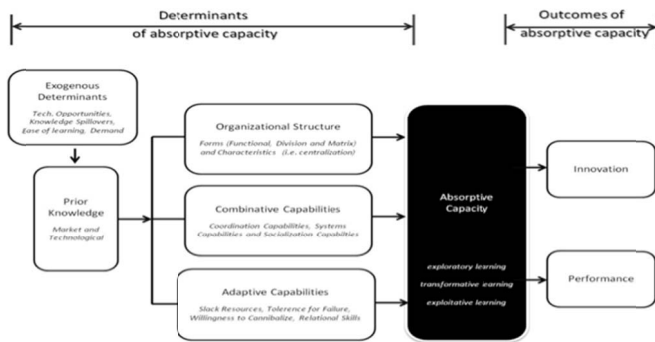 Determinants
of absorptive capacity
Outcomes of
absorptive capacity
Exogenous
Determinants
Tech. Opportunities,
Knowledge Spillovers,
Ease of learning, Demand
Prior
Knowledge
Market and
Technological
Organizational Structure
Forms (Functional, Division and Matrix)
and Characteristics (i.e. centralization)
Combinative Capabilities
Coordination Capabilities, Systems
Capabilities and Socialization Capabilties
Adaptive Capabilities
Slack Resources, Tolerence for Failure,
Willingness to Cannibalize, Relational Skills
Absorptive
Capacity
exploratory learning
transformative earning
exploitative learning
Innovation
Performance